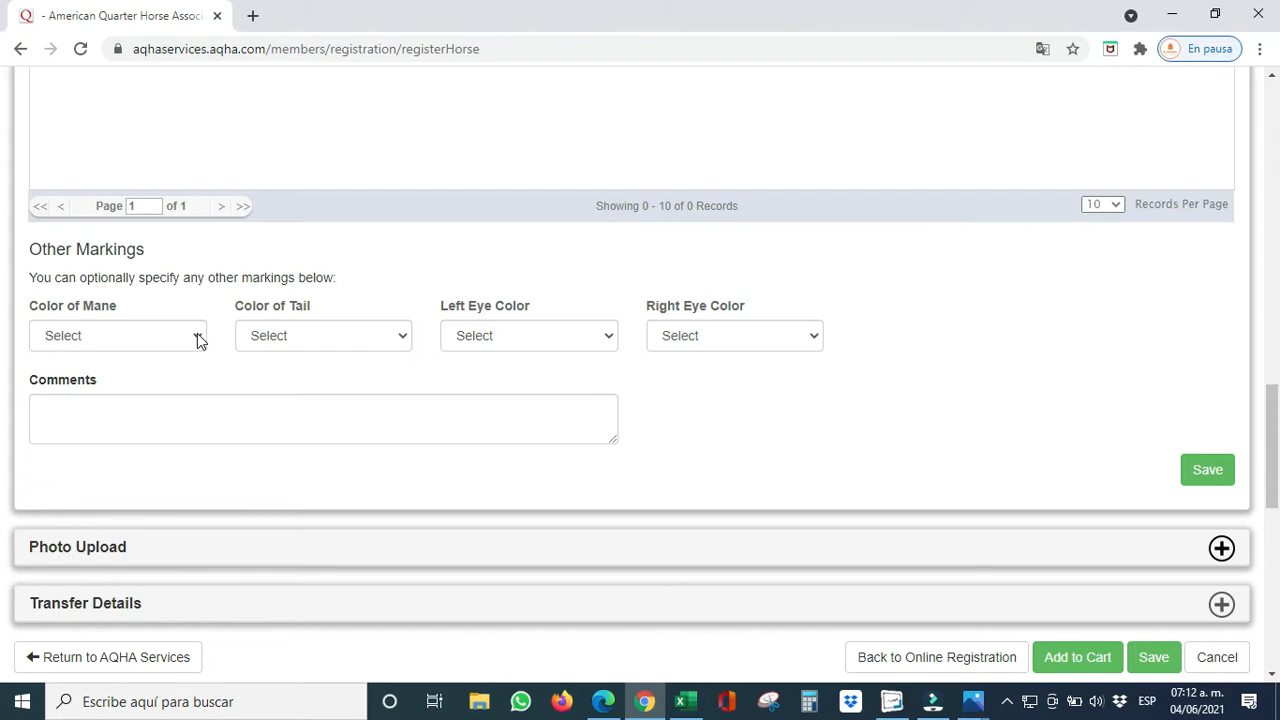 - American Quarter Horse Associ
aqhaservices.aqha.com/members/registration/registerHorse
En pausa
<< < Page 1 of 1 > >>
Showing 0 - 10 of 0 Records
10 Records Per Page
Other Markings
You can optionally specify any other markings below:
Color of Mane Color of Tail Left Eye Color Right Eye Color
Select Select Select Select
Comments
Save
Photo Upload
Transfer Details
Return to AQHA Services
Back to Online Registration Add to Cart Save Cancel
Escribe aquí para buscar
ESP
07:12 a. m.
04/06/2021